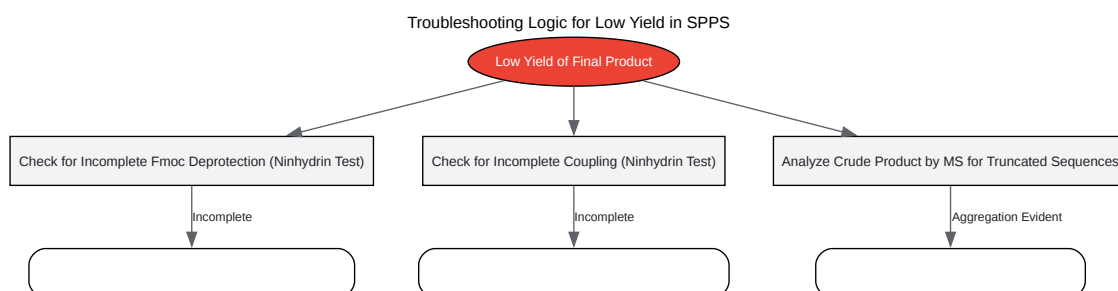 Troubleshooting Logic for Low Yield in SPPS
Low Yield of Final Product
Check for Incomplete Fmoc Deprotection (Ninhydrin Test)
Check for Incomplete Coupling (Ninhydrin Test)
Analyze Crude Product by MS for Truncated Sequences
Incomplete
Incomplete
Aggregation Evident